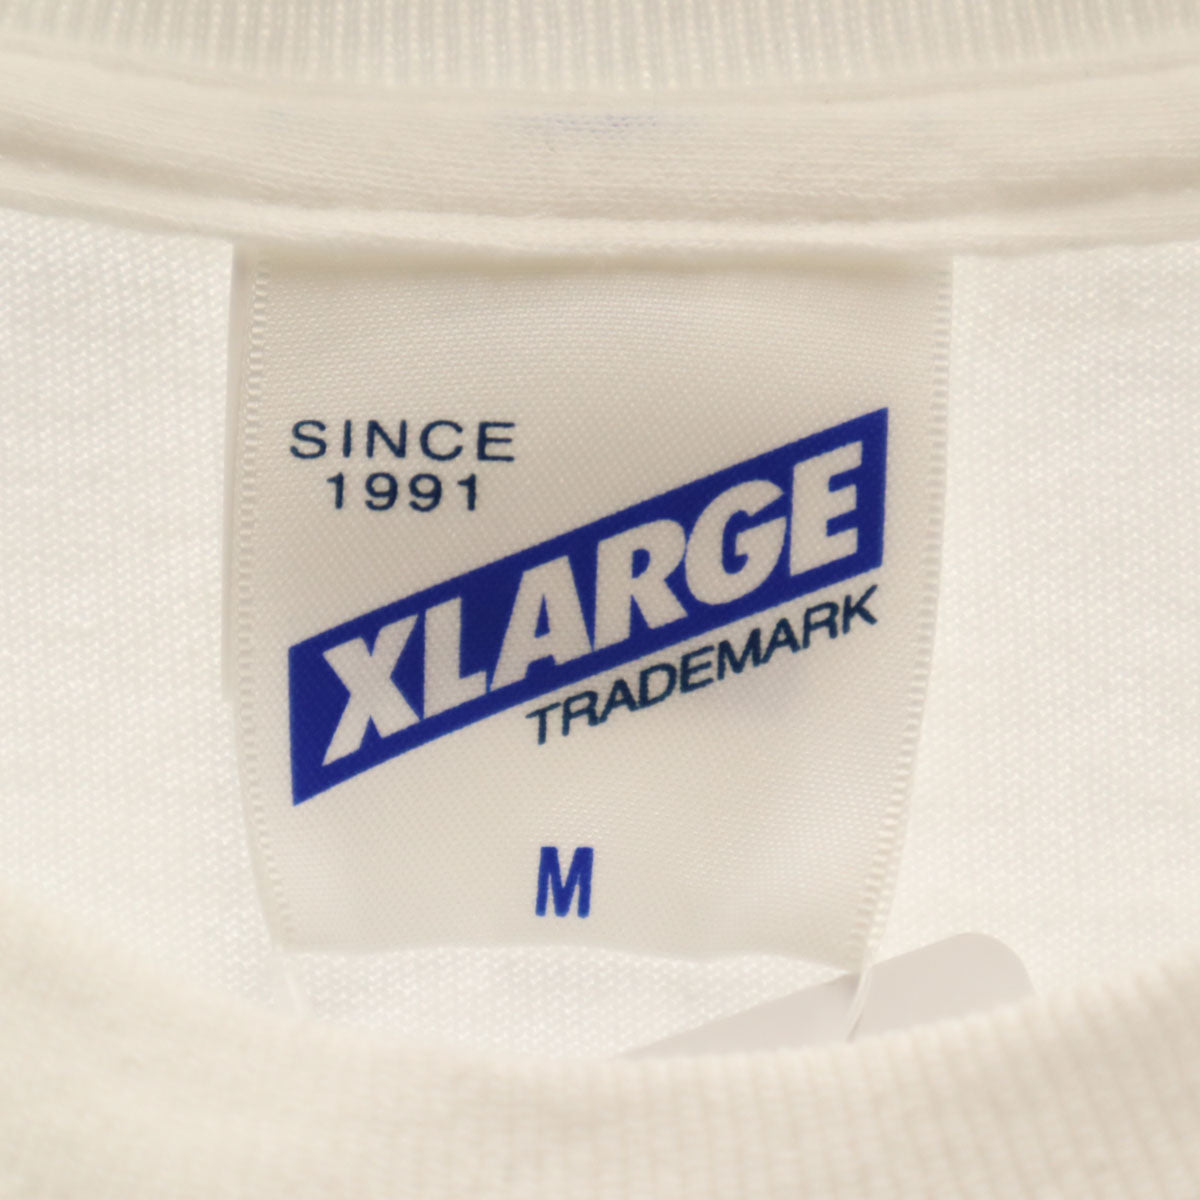 SINCE
1991
XLARGE
TRADEMARK
M